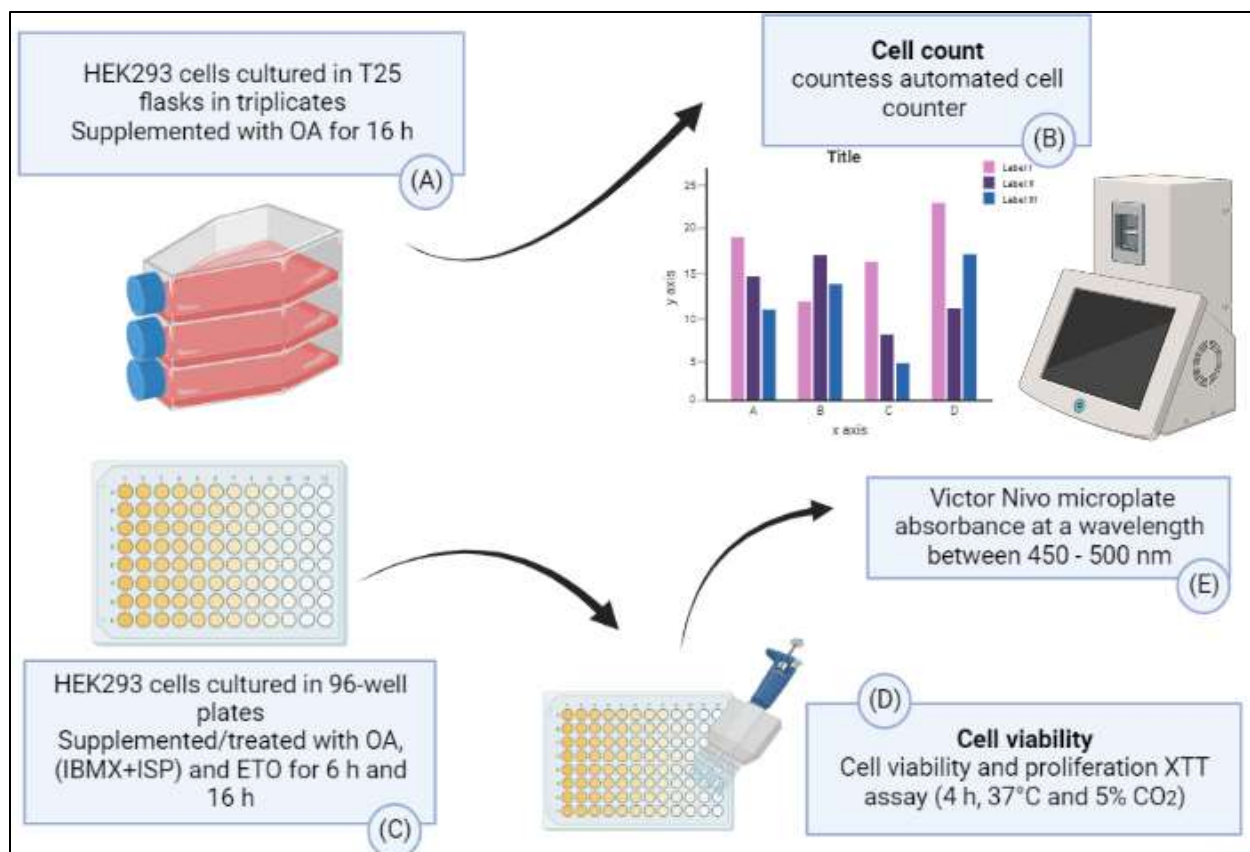 HEK293 cells cultured in T25
flasks in triplicates
Supplemented with OA for 16 h
(A)
Cell count
countess automated cell
counter
(B)
Title
Label I
Label II
Label III
25
20
15
10
5
0
y axis
A B C D
x axis
HEK293 cells cultured in 96-well
plates
Supplemented/treated with OA,
(IBMX+ISP) and ETO for 6 h and
16 h
(C)
(D)
Cell viability
Cell viability and proliferation XTT
assay (4 h, 37°C and 5% CO2)
Victor Nivo microplate
absorbance at a wavelength
between 450 - 500 nm
(E)